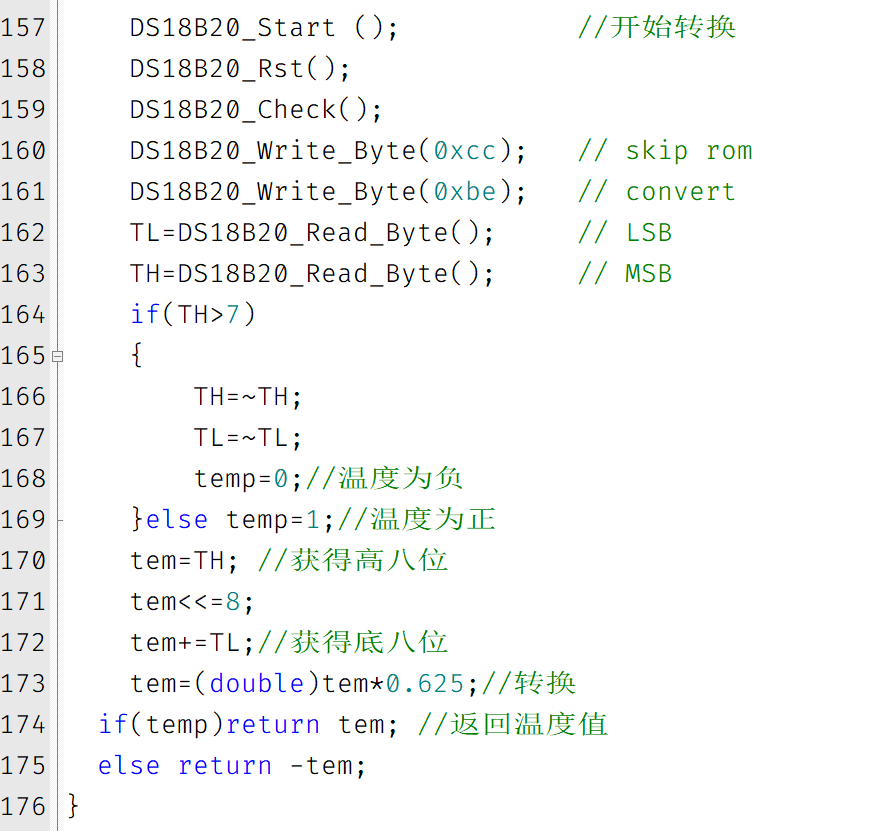 157 DS18B20_Start (); //开始转换
158 DS18B20_Rst();
159 DS18B20_Check();
160 DS18B20_Write_Byte(0xcc); // skip rom
161 DS18B20_Write_Byte(0xbe); // convert
162 TL=DS18B20_Read_Byte(); // LSB
163 TH=DS18B20_Read_Byte(); // MSB
164 if(TH>7)
165 {
166 TH=~TH;
167 TL=~TL;
168 temp=0;//温度为负
169 }else temp=1;//温度为正
170 tem=TH; //获得高八位
171 tem<<=8;
172 tem+=TL;//获得底八位
173 tem=(double)tem*0.625;//转换
174 if(temp)return tem; //返回温度值
175 else return -tem;
176 }